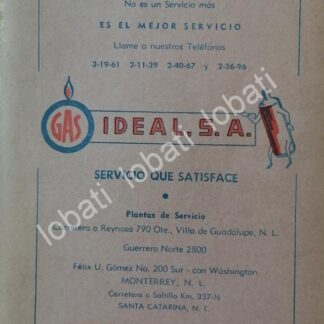 No es un Servicio más
ES EL MEJOR SERVICIO
Llame a nuestros Teléfonos
3-19-61 2-11-29 2-40-67 y 2-36-96
GAS IDEAL, S. A.
lobati lobati lobati
SERVICIO QUE SATISFACE
Plantas de Servicio
Carretera a Reynosa 790 Ote., Villa de Guadalupe, N. L.
Guerrero Norte 2800
Félix U. Gómez No. 200 Sur - con Wáshington
MONTERREY, N. L.
Carretera a Saltillo Km. 337-½
SANTA CATARINA, N. L.